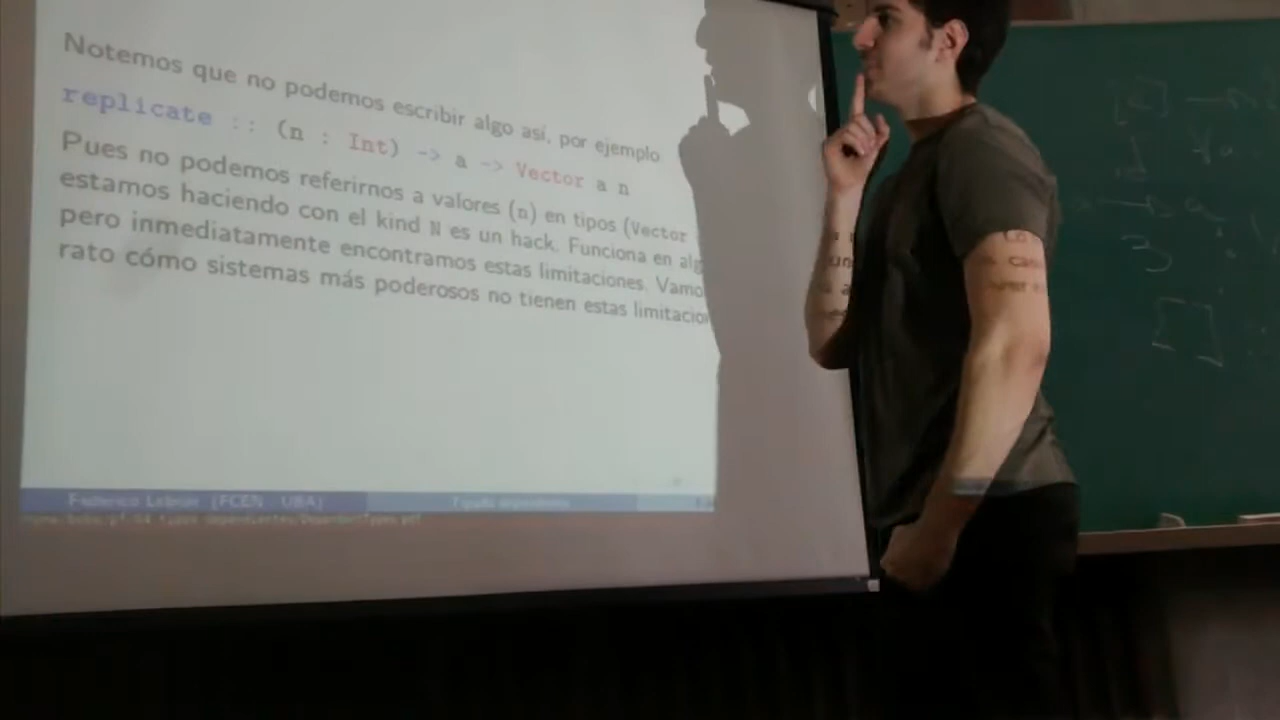 Notemos que no podemos escribir algo así, por ejemplo
replicate :: (n : Int) -> a -> Vector a n
Pues no podemos referirnos a valores (n) en tipos (Vector
estamos haciendo con el kind N es un hack. Funciona en alg
pero inmediatamente encontramos estas limitaciones. Vamo
rato cómo sistemas más poderosos no tienen estas limitacio
Federico Lebrón (FCEN UBA) Tipado dependiente